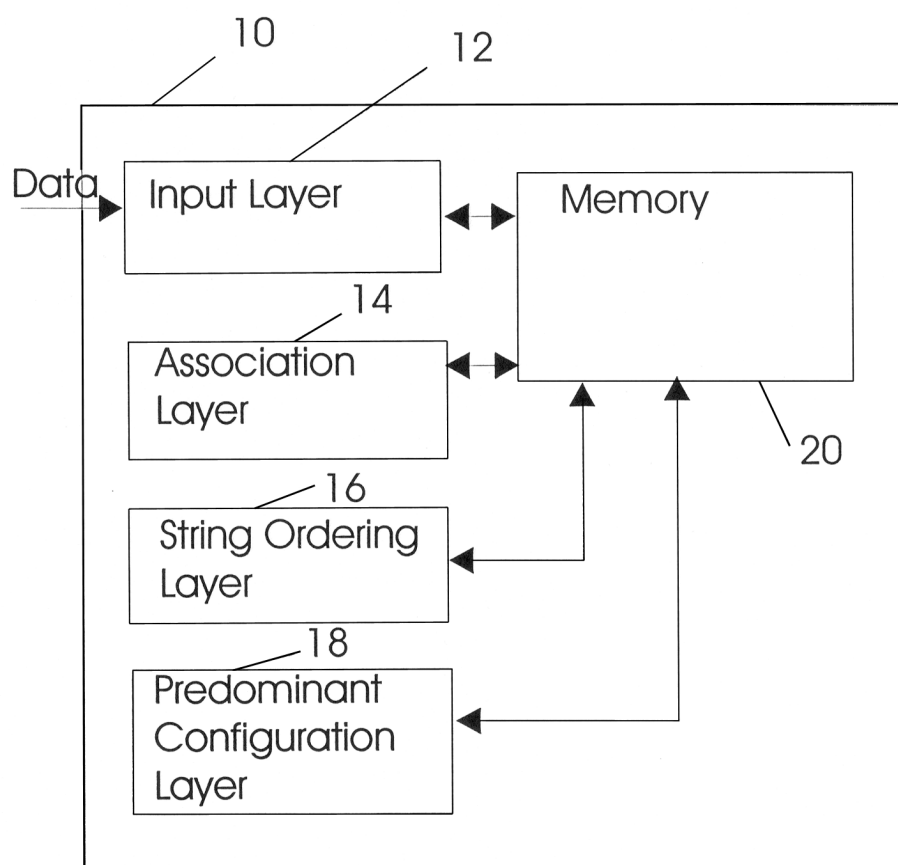 10
12
Data
Input Layer
Memory
14
Association
Layer
20
16
String Ordering
Layer
18
Predominant
Configuration
Layer